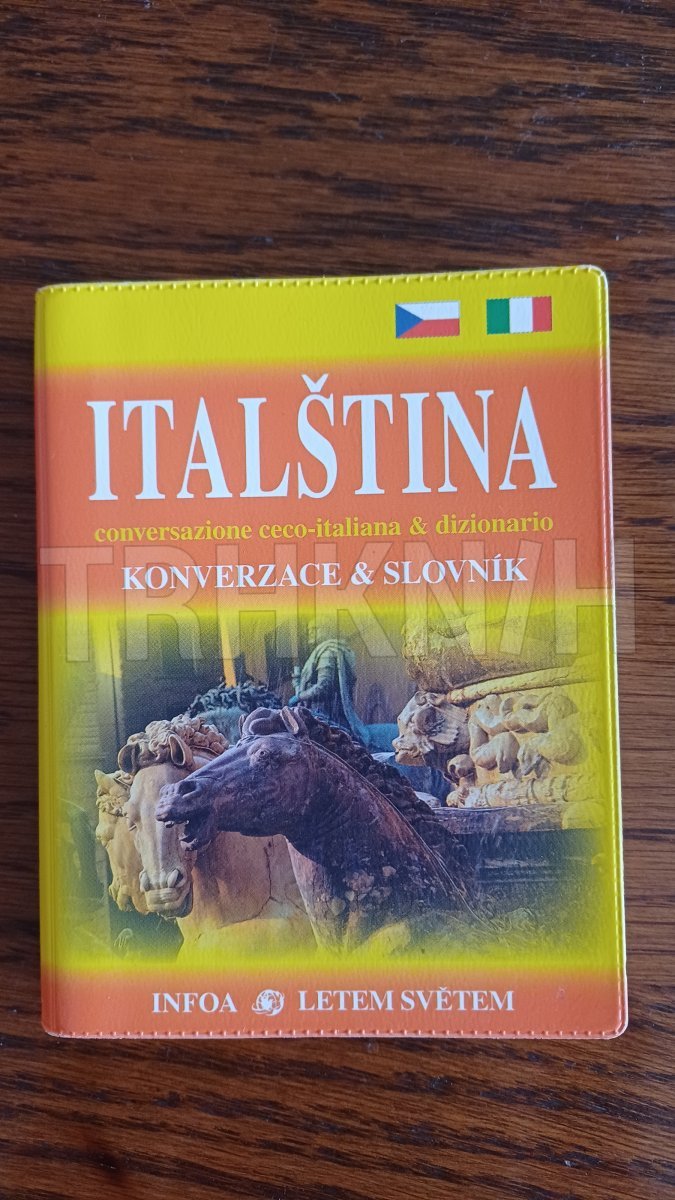 ITALŠTINA
conversazione ceco-italiana & dizionario
KONVERZACE & SLOVNÍK
TRHKNIH
INFOA LETEM SVĚTEM